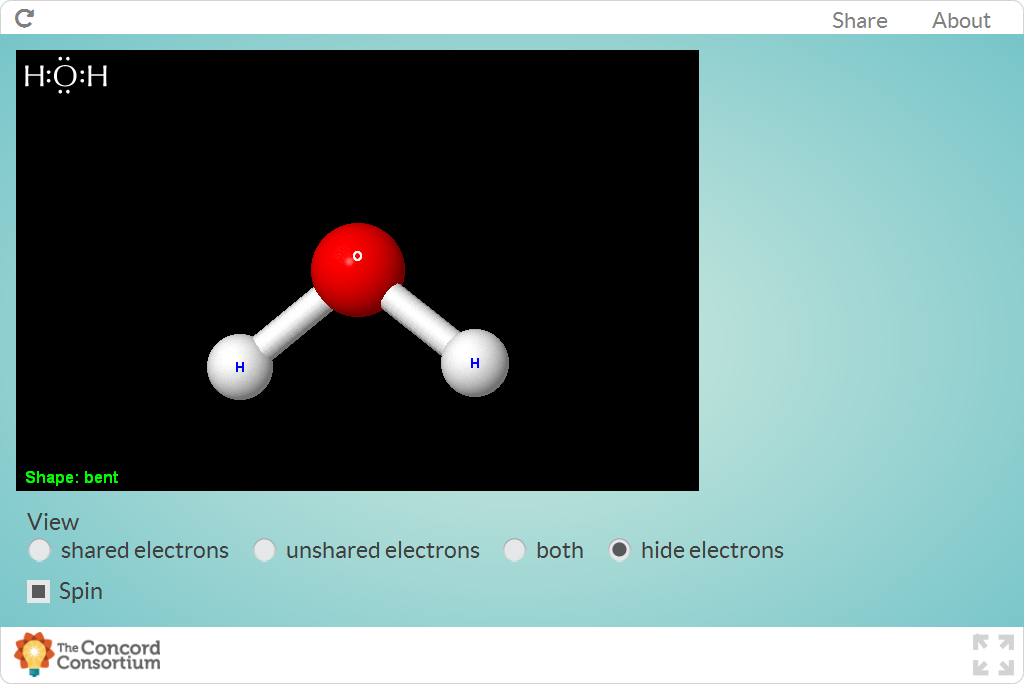 Share About
H:Ö:H
O
H H
Shape: bent
View
shared electrons unshared electrons both hide electrons
Spin
The Concord
Consortium